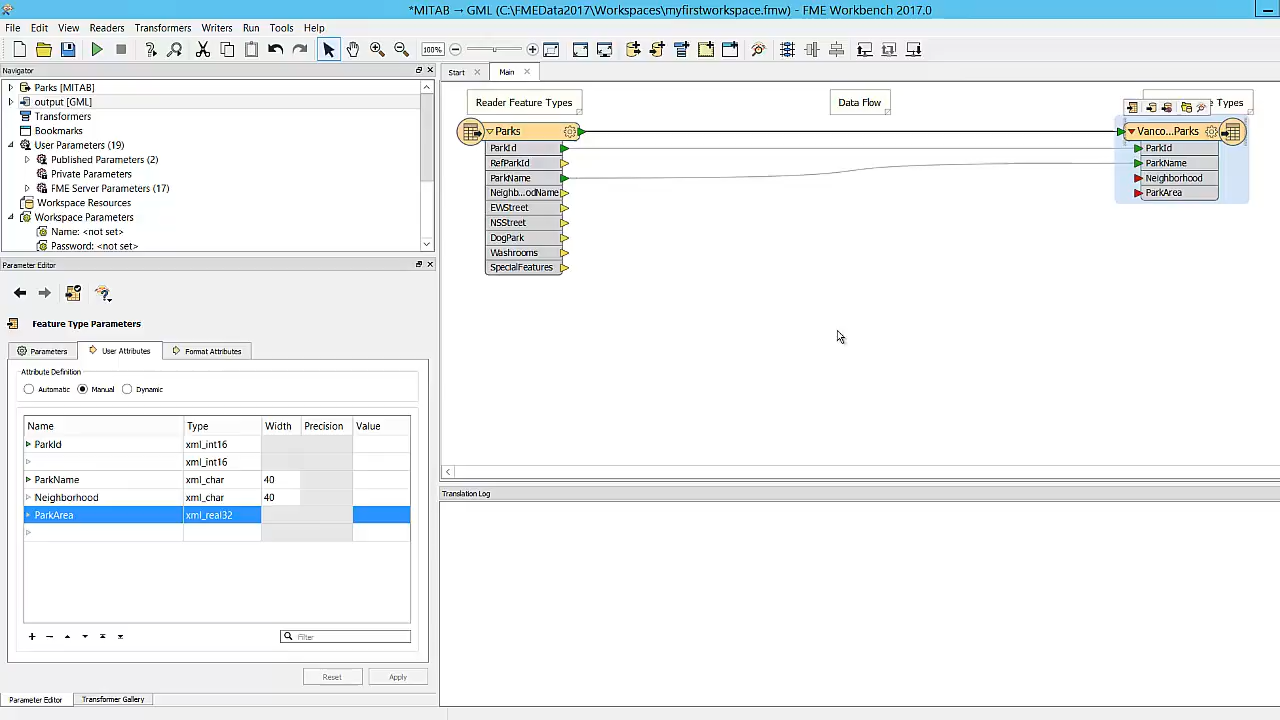 *MITAB → GML (C:\FMEData2017\Workspaces\myfirstworkspace.fmw) - FME Workbench 2017.0
File Edit View Readers Transformers Writers Run Tools Help
100%
Navigator
Parks [MITAB]
output [GML]
Transformers
Bookmarks
User Parameters (19)
Published Parameters (2)
Private Parameters
FME Server Parameters (17)
Workspace Resources
Workspace Parameters
Name: <not set>
Password: <not set>
Parameter Editor
Feature Type Parameters
Parameters User Attributes Format Attributes
Attribute Definition
Automatic Manual Dynamic
Name Type Width Precision Value
ParkId xml_int16
xml_int16
ParkName xml_char 40
Neighborhood xml_char 40
ParkArea xml_real32
Filter
Reset Apply
Parameter Editor Transformer Gallery
Start Main
Reader Feature Types
Data Flow
e Types
Parks
ParkId
RefParkId
ParkName
Neighb...odName
EWStreet
NSStreet
DogPark
Washrooms
SpecialFeatures
Vanco...Parks
ParkId
ParkName
Neighborhood
ParkArea
Translation Log